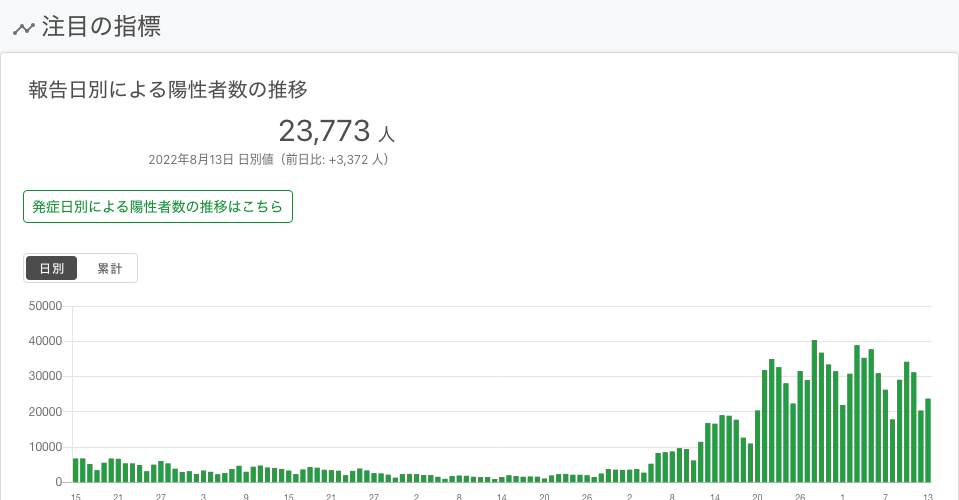 注目の指標
報告日別による陽性者数の推移
23,773 人
2022年8月13日 日別値（前日比: +3,372 人）
発症日別による陽性者数の推移はこちら
日別 累計
50000
40000
30000
20000
10000
0
15 21 27 3 9 15 21 27 2 8 14 20 26 2 8 14 20 26 1 7 13